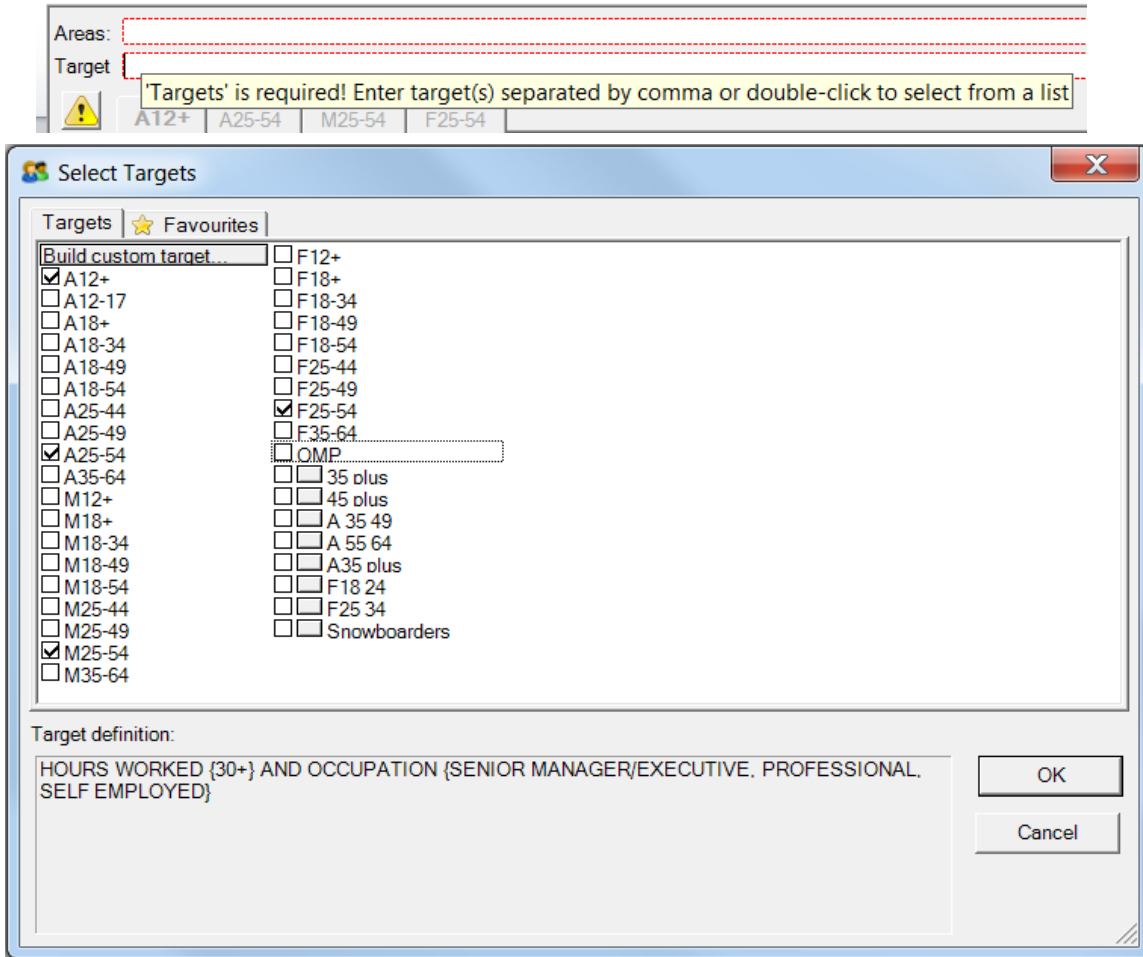 Areas:
Target
'Targets' is required! Enter target(s) separated by comma or double-click to select from a list
A12+ A25-54 M25-54 F25-54
Select Targets
Targets Favourites
Build custom target...
A12+
A12-17
A18+
A18-34
A18-49
A18-54
A25-44
A25-49
A25-54
A35-64
M12+
M18+
M18-34
M18-49
M18-54
M25-44
M25-49
M25-54
M35-64
F12+
F18+
F18-34
F18-49
F18-54
F25-44
F25-49
F25-54
F35-64
OMP
35 plus
45 plus
A 35 49
A 55 64
A35 plus
F18 24
F25 34
Snowboarders
Target definition:
HOURS WORKED {30+} AND OCCUPATION {SENIOR MANAGER/EXECUTIVE, PROFESSIONAL,
SELF EMPLOYED}
OK
Cancel